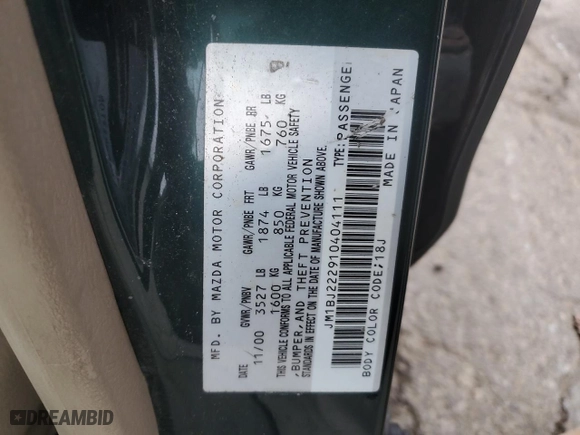 MFD. BY MAZDA MOTOR CORPORATION
DATE GVWR/PNBV GAWR/PNBE FRT GAWR/PNBE BR
11/00 3527 LB 1874 LB 1675 LB
1600 KG 850 KG 760 KG
THIS VEHICLE CONFORMS TO ALL APPLICABLE FEDERAL MOTOR VEHICLE SAFETY
,BUMPER,AND THEFT PREVENTION
STANDARDS IN EFFECT ON THE DATE OF MANUFACTURE SHOWN ABOVE.
JM1BJ222910404111 TYPE:PASSENGE
BODY COLOR CODE:18J MADE IN JAPAN
DREAMBID